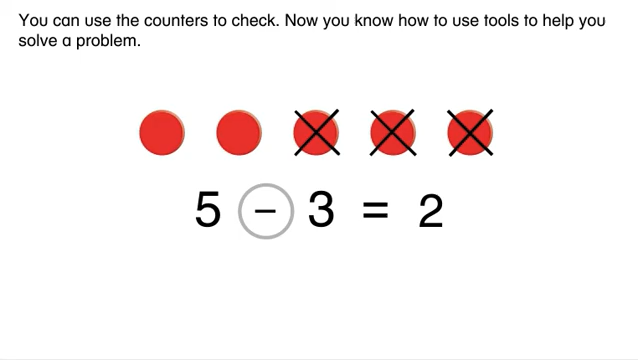 You can use the counters to check. Now you know how to use tools to help you
solve a problem.
5 − 3 = 2